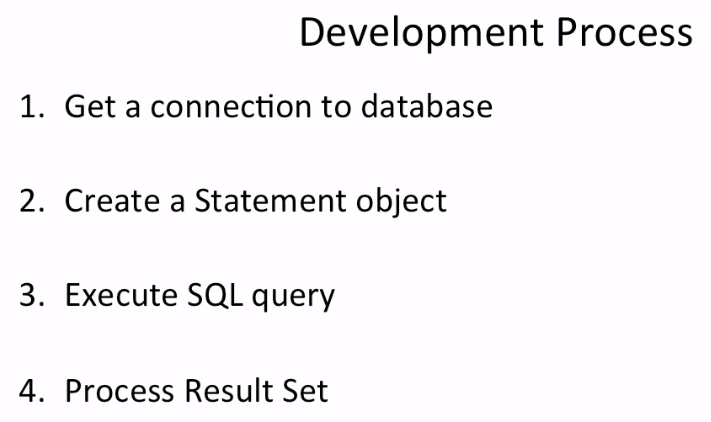 Development Process
1. Get a connection to database
2. Create a Statement object
3. Execute SQL query
4. Process Result Set